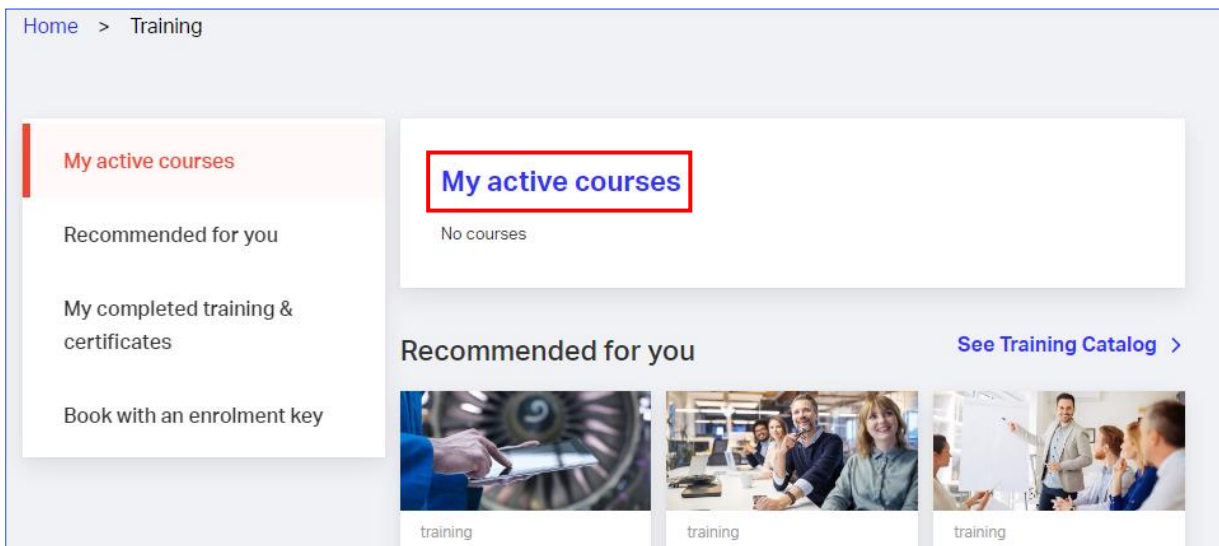 Home > Training
My active courses
Recommended for you
My completed training &
certificates
Book with an enrolment key
My active courses
No courses
Recommended for you
See Training Catalog >
training
training
training